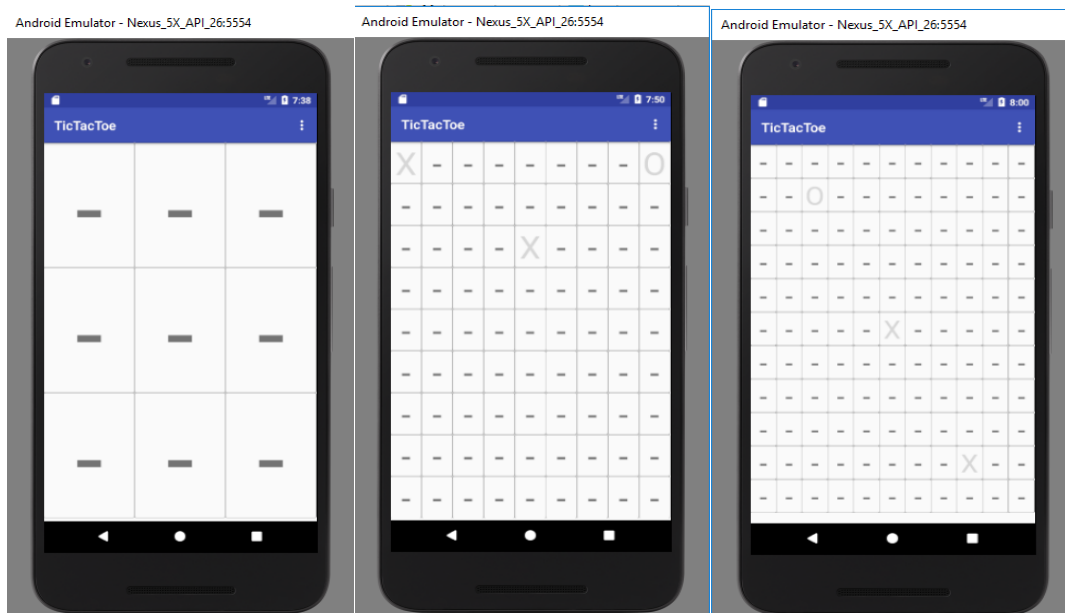 Android Emulator - Nexus_5X_API_26:5554
7:38
TicTacToe
- - -
- - -
- - -
Android Emulator - Nexus_5X_API_26:5554
7:50
TicTacToe
X - - - - - - - O
- - - - - - - - -
- - - - X - - - -
- - - - - - - - -
- - - - - - - - -
- - - - - - - - -
- - - - - - - - -
- - - - - - - - -
- - - - - - - - -
Android Emulator - Nexus_5X_API_26:5554
8:00
TicTacToe
- - - - - - - - - - -
- - O - - - - - - - -
- - - - - - - - - - -
- - - - - - - - - - -
- - - - - - - - - - -
- - - - - X - - - - -
- - - - - - - - - - -
- - - - - - - - - - -
- - - - - - - - - - -
- - - - - - - - X - -
- - - - - - - - - - -